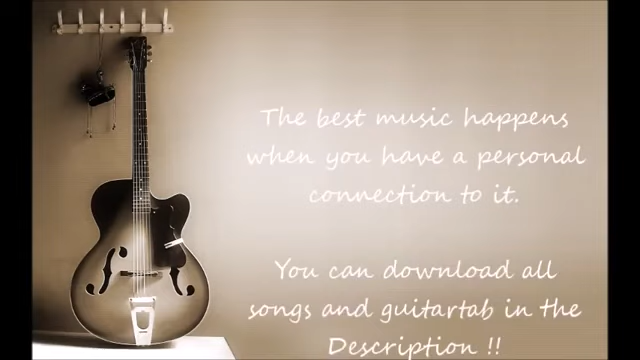 The best music happens
when you have a personal
connection to it.
You can download all
songs and guitartab in the
Description !!